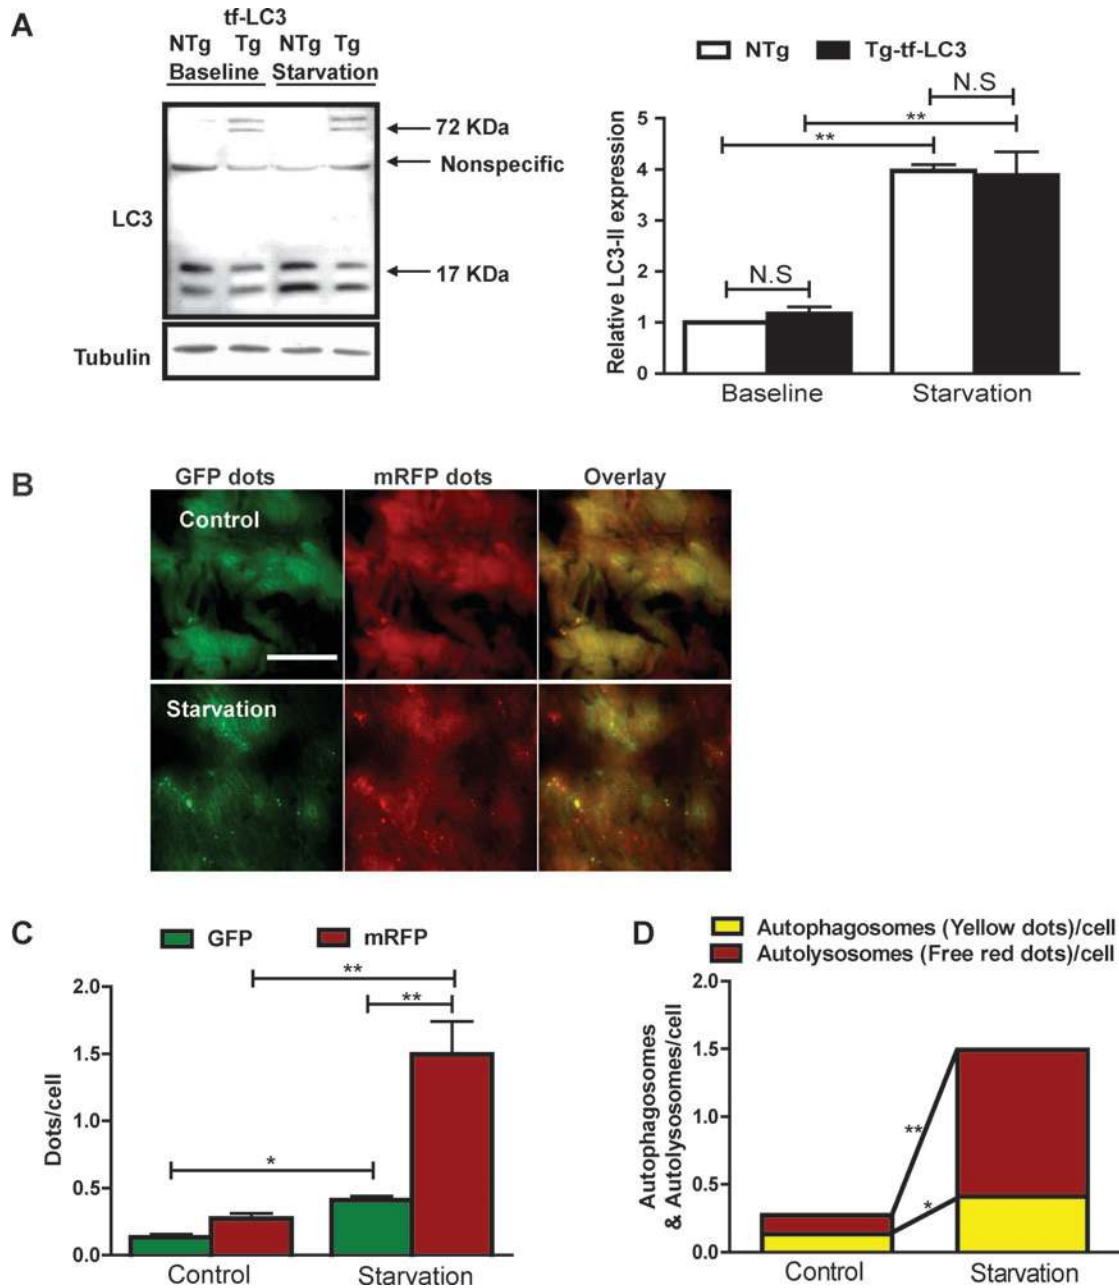 A
tf-LC3
NTg Tg NTg Tg
Baseline Starvation
72 KDa
Nonspecific
LC3
17 KDa
Tubulin
NTg Tg-tf-LC3
N.S
**
**
N.S
Relative LC3-II expression
5
4
3
2
1
0
Baseline Starvation
B
GFP dots mRFP dots Overlay
Control
Starvation
C
GFP mRFP
**
**
*
Dots/cell
2.0
1.5
1.0
0.5
0.0
Control Starvation
D
Autophagosomes (Yellow dots)/cell
Autolysosomes (Free red dots)/cell
Autophagosomes
& Autolysosomes/cell
2.0
1.5
1.0
0.5
0.0
**
*
Control Starvation